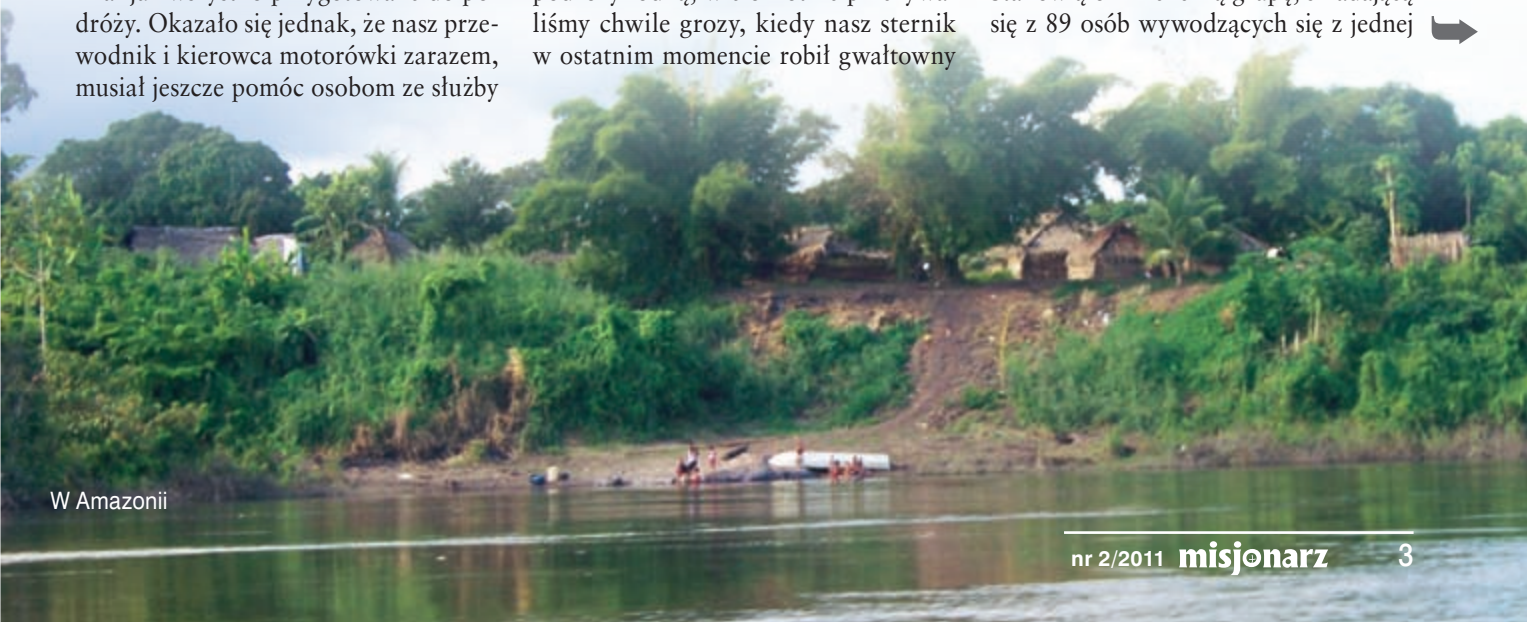 dróży. Okazało się jednak, że nasz prze-
wodnik i kierowca motorówki zarazem,
musiał jeszcze pomóc osobom ze służby
liśmy chwile grozy, kiedy nasz sternik
w ostatnim momencie robił gwałtowny
się z 89 osób wywodzących się z jednej
W Amazonii
nr 2/2011 misjonarz 3